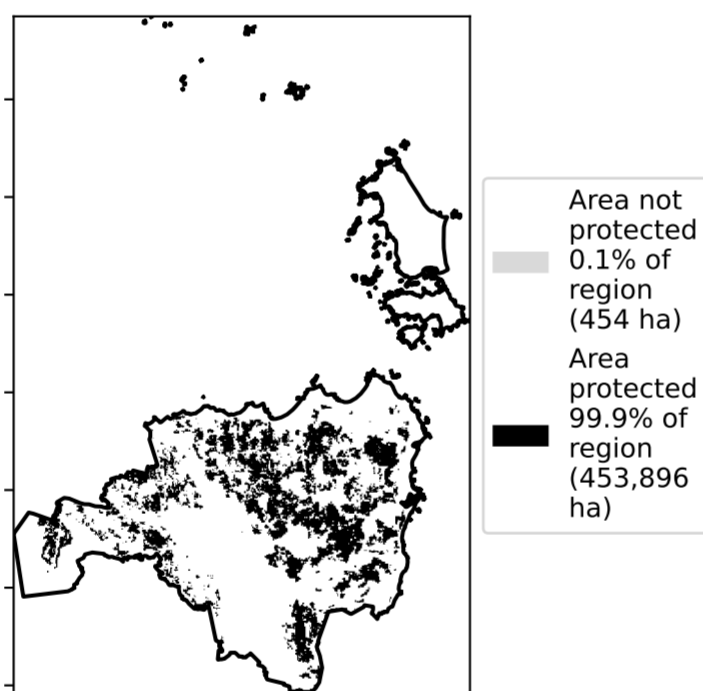 Area not
protected
0.1% of
region
(454 ha)
Area
protected
99.9% of
region
(453,896
ha)